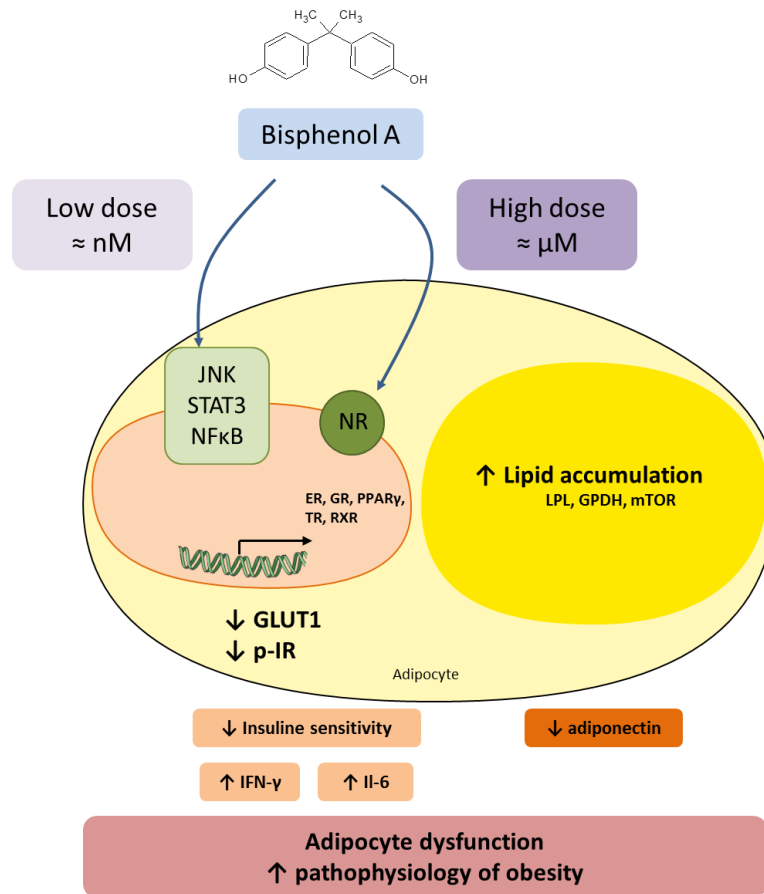 H₃C CH₃
HO OH
Bisphenol A
Low dose
≈ nM
High dose
≈ μM
JNK
STAT3
NFκB
NR
ER, GR, PPARγ,
TR, RXR
↑ Lipid accumulation
LPL, GPDH, mTOR
↓ GLUT1
↓ p-IR
Adipocyte
↓ Insuline sensitivity
↓ adiponectin
↑ IFN-γ
↑ Il-6
Adipocyte dysfunction
↑ pathophysiology of obesity